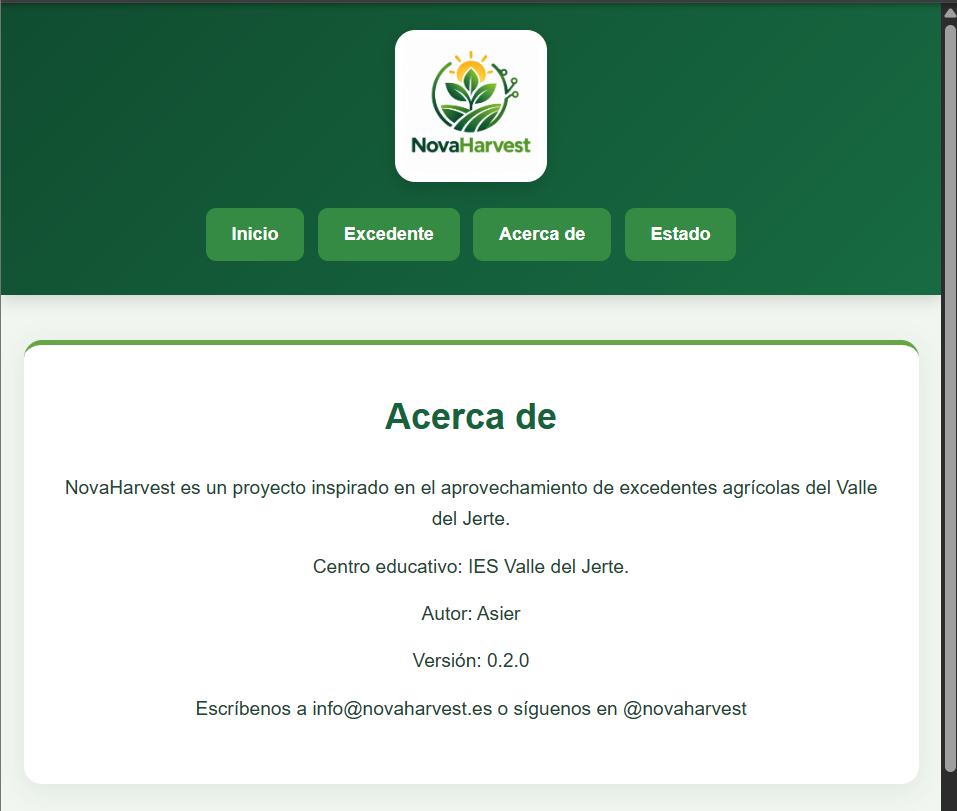 NovaHarvest
Inicio
Excedente
Acerca de
Estado
Acerca de
NovaHarvest es un proyecto inspirado en el aprovechamiento de excedentes agrícolas del Valle
del Jerte.
Centro educativo: IES Valle del Jerte.
Autor: Asier
Versión: 0.2.0
Escríbenos a info@novaharvest.es o síguenos en @novaharvest